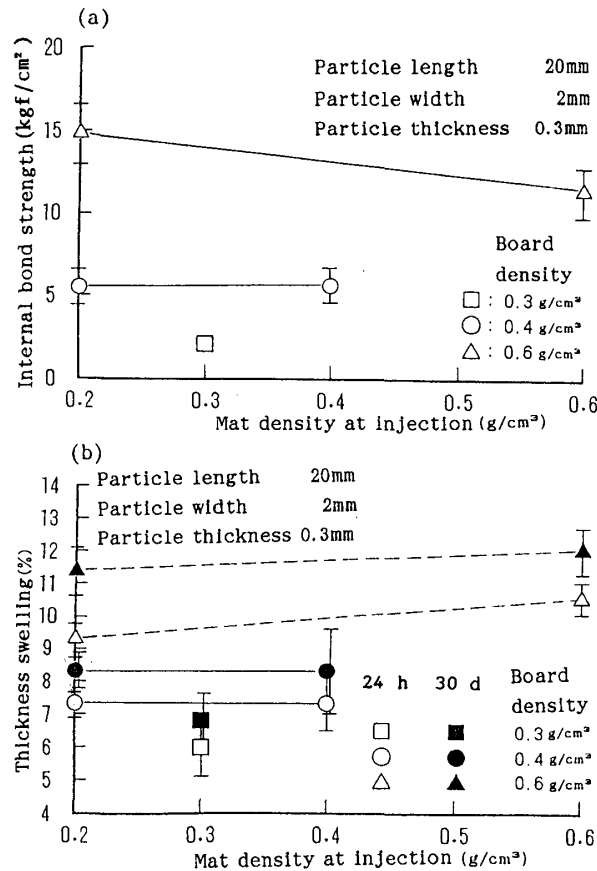 (a)
Internal bond strength (kgf/cm²)
20
15
10
5
0
Particle length 20mm
Particle width 2mm
Particle thickness 0.3mm
Board
density
□ : 0.3 g/cm³
○ : 0.4 g/cm³
△ : 0.6 g/cm³
0.2 0.3 0.4 0.5 0.6
Mat density at injection (g/cm³)
(b)
Thickness swelling (%)
14
13
12
11
10
9
8
7
6
5
4
Particle length 20mm
Particle width 2mm
Particle thickness 0.3mm
24 h 30 d Board
density
□ ■ 0.3 g/cm³
○ ● 0.4 g/cm³
△ ▲ 0.6 g/cm³
0.2 0.3 0.4 0.5 0.6
Mat density at injection (g/cm³)